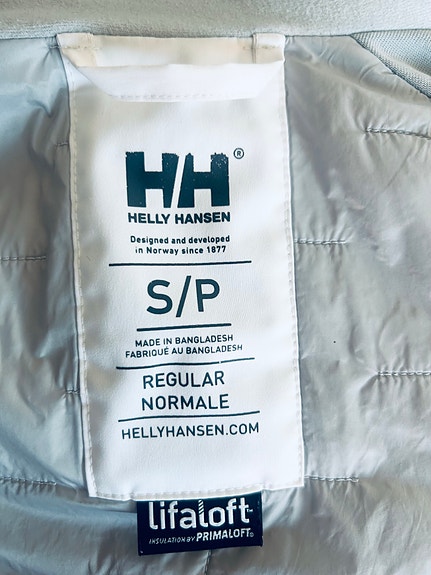 HH®
HELLY HANSEN
Designed and developed
in Norway since 1877
S/P
MADE IN BANGLADESH
FABRIQUÉ AU BANGLADESH
REGULAR
NORMALE
HELLYHANSEN.COM
lifaloft
INSULATION BY PRIMALOFT®